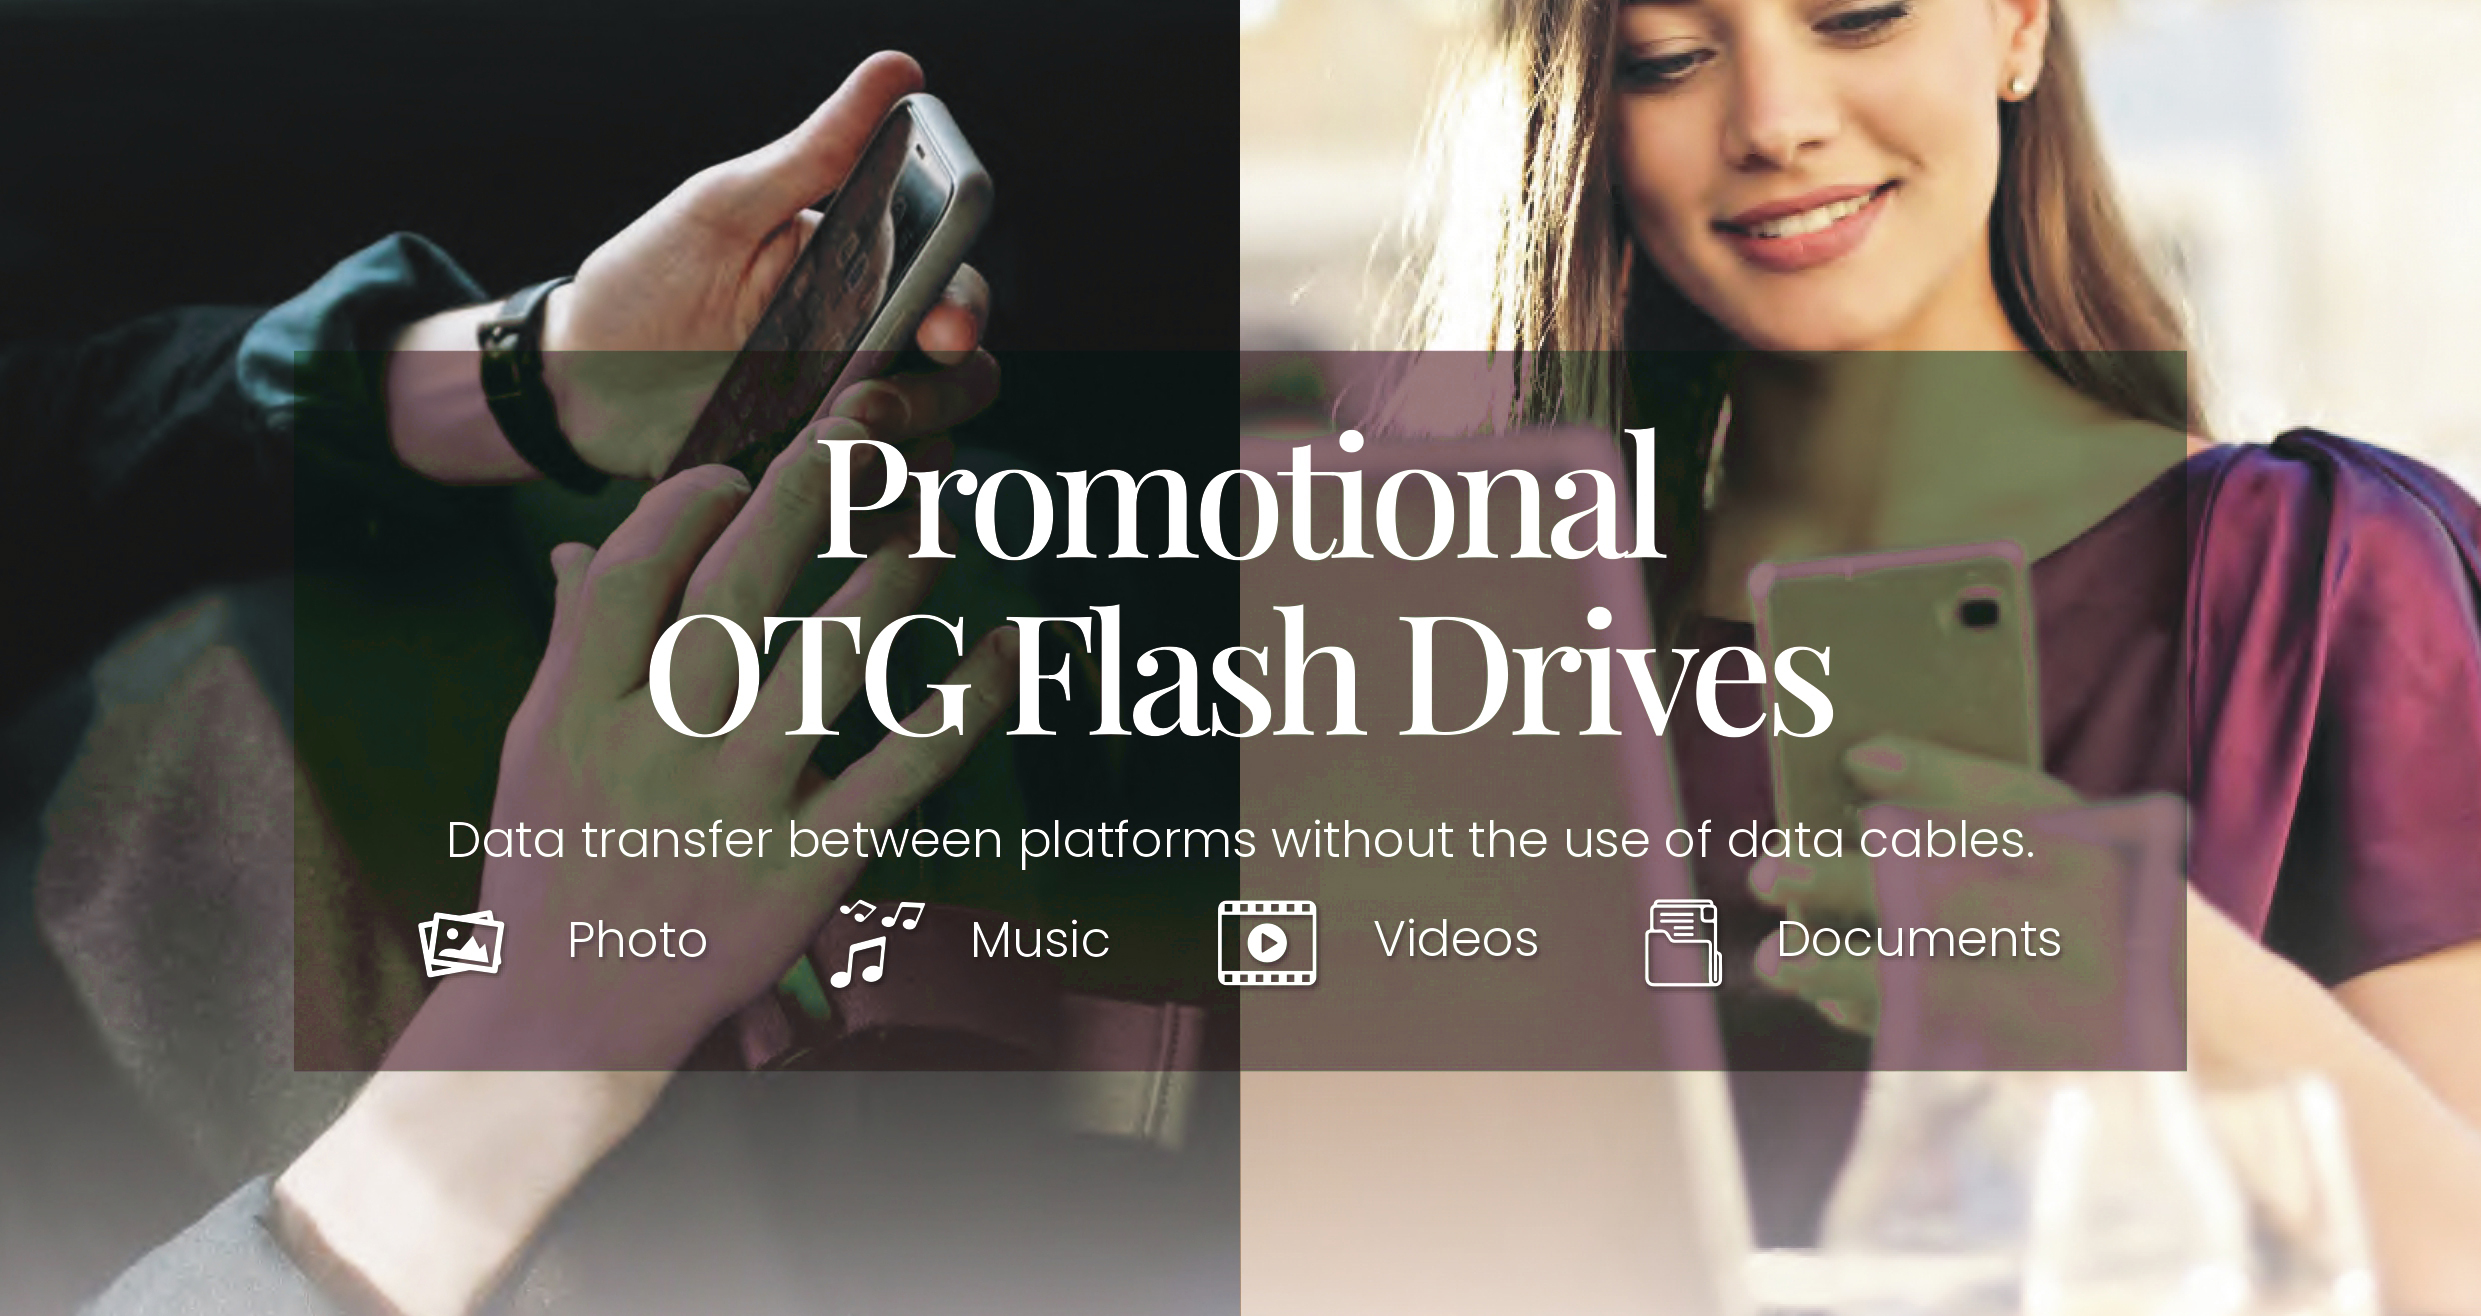 Promotional
OTG Flash Drives
Data transfer between platforms without the use of data cables.
Photo Music Videos Documents